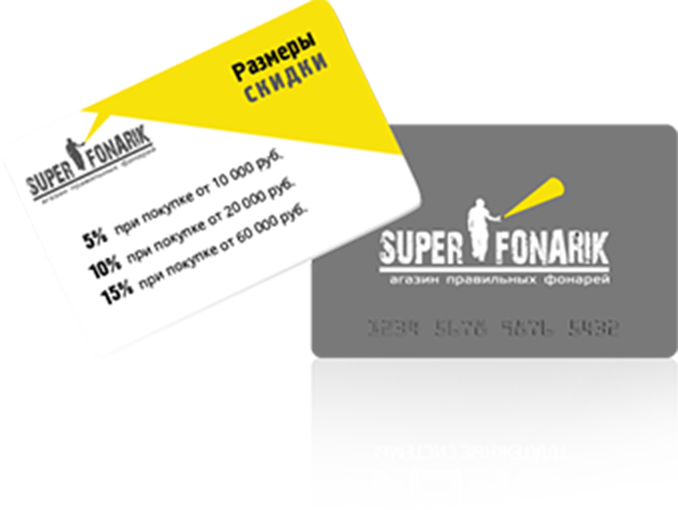 Размеры
скидки
SUPER FONARIK
агазин правильных фонарей
5% при покупке от 10 000 руб.
10% при покупке от 20 000 руб.
15% при покупке от 60 000 руб.
SUPER FONARIK
агазин правильных фонарей
1234 5678 9876 5432